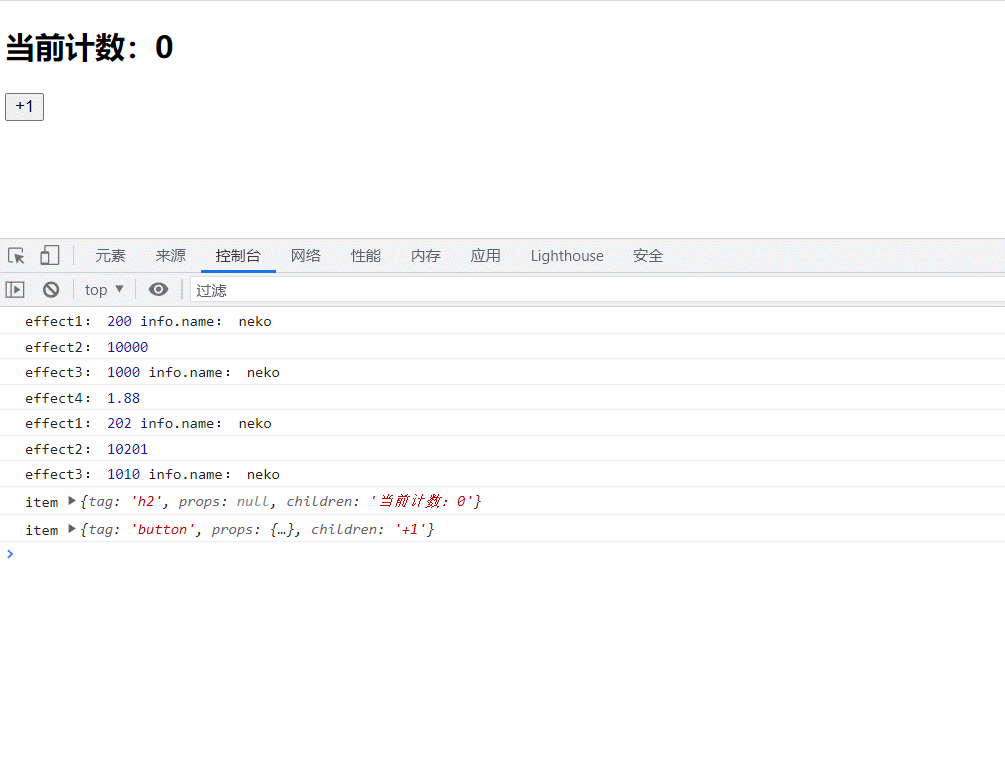 当前计数：0
+1
元素 来源 控制台 网络 性能 内存 应用 Lighthouse 安全
top ▼ 过滤
effect1： 200 info.name： neko
effect2： 10000
effect3： 1000 info.name： neko
effect4： 1.88
effect1： 202 info.name： neko
effect2： 10201
effect3： 1010 info.name： neko
item ▶{tag: 'h2', props: null, children: '当前计数：0'}
item ▶{tag: 'button', props: {…}, children: '+1'}